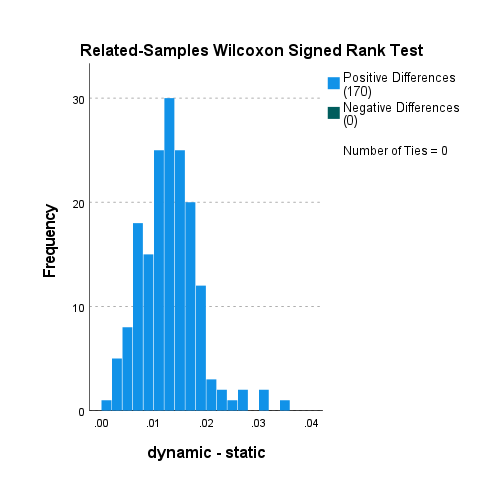 Related-Samples Wilcoxon Signed Rank Test
Positive Differences
(170)
Negative Differences
(0)
Number of Ties = 0
Frequency
30
20
10
0
.00 .01 .02 .03 .04
dynamic - static